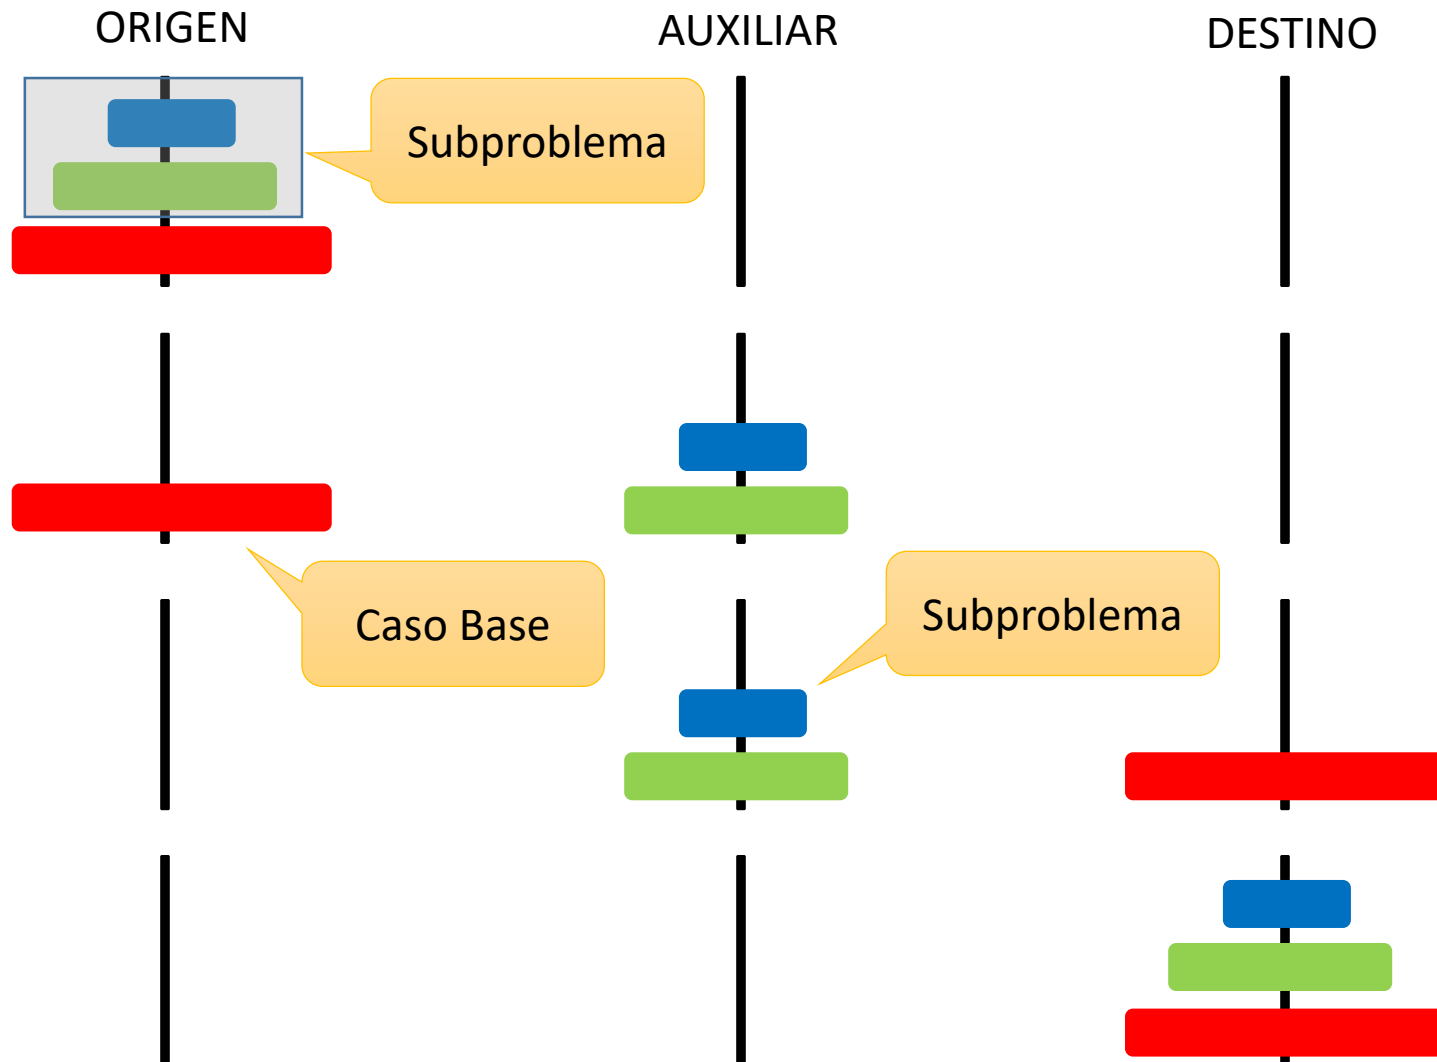 ORIGEN
AUXILIAR
DESTINO
Subproblema
Caso Base
Subproblema